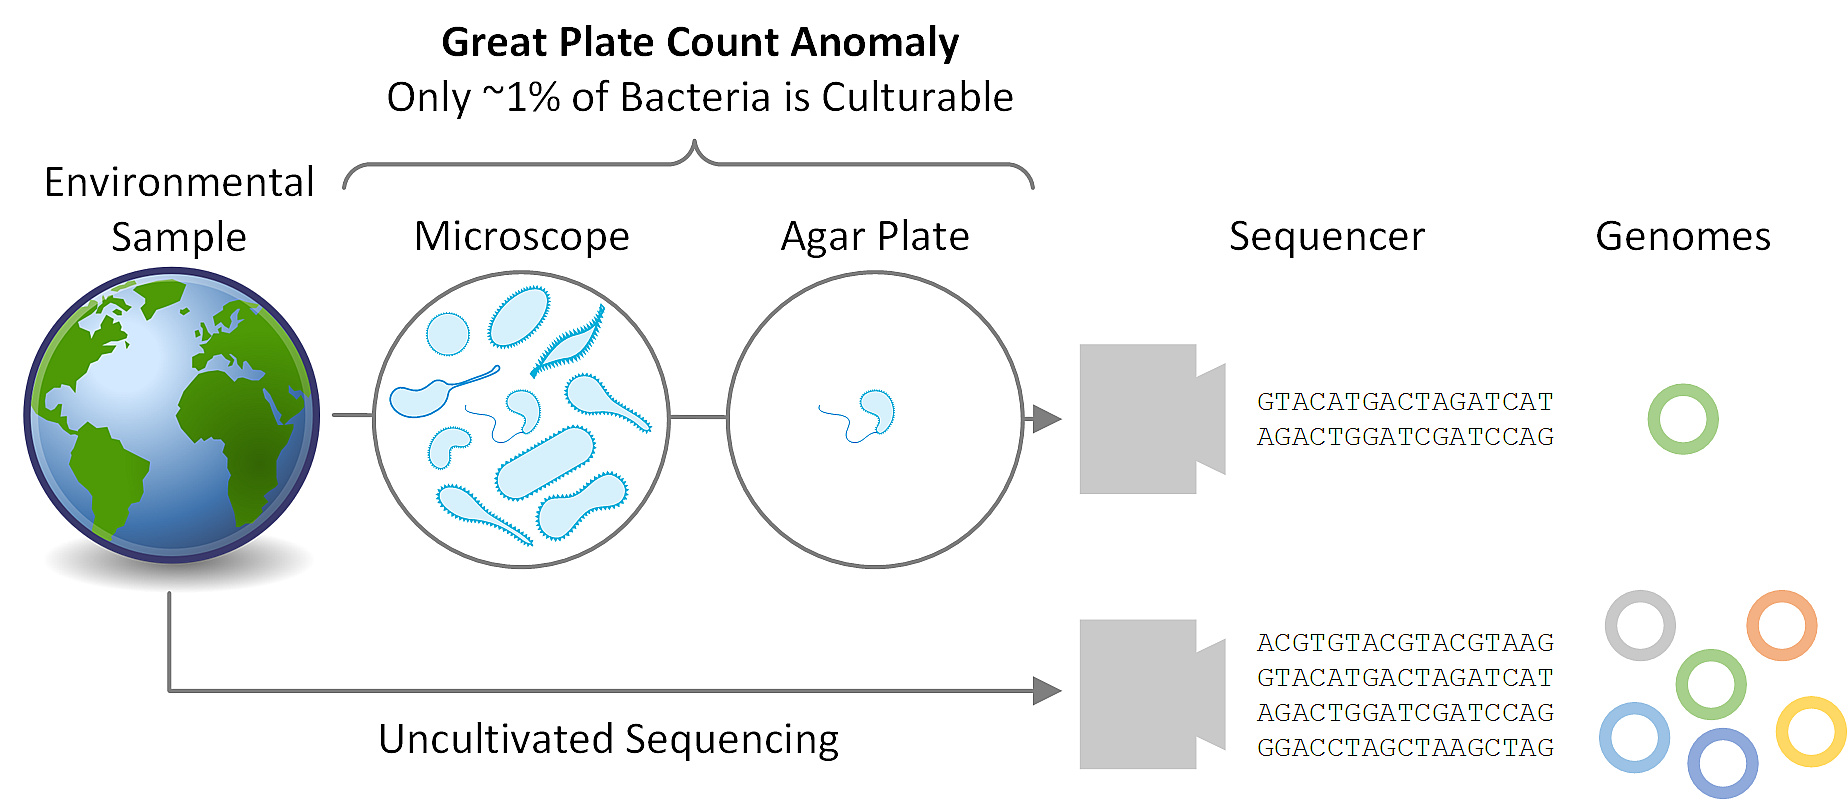 Great Plate Count Anomaly
Only ~1% of Bacteria is Culturable
Environmental
Sample
Microscope
Agar Plate
Sequencer
Genomes
GTACATGACTAGATCAT
AGACTGGATCGATCCAG
ACGTGTACGTACGTAAG
GTACATGACTAGATCAT
AGACTGGATCGATCCAG
GGACCTAGCTAAGCTAG
Uncultivated Sequencing